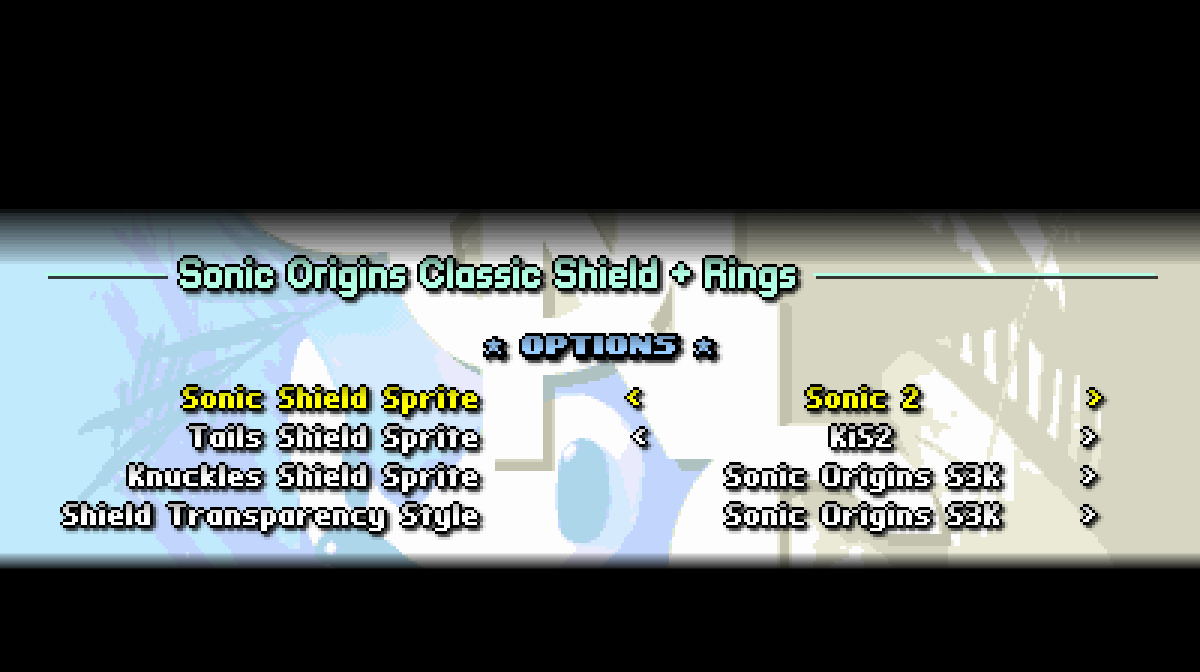 Sonic Origins Classic Shield + Rings
★ OPTIONS ★
Sonic Shield Sprite < Sonic 2 >
Tails Shield Sprite < KiS2 >
Knuckles Shield Sprite Sonic Origins S3K >
Shield Transparency Style Sonic Origins S3K >